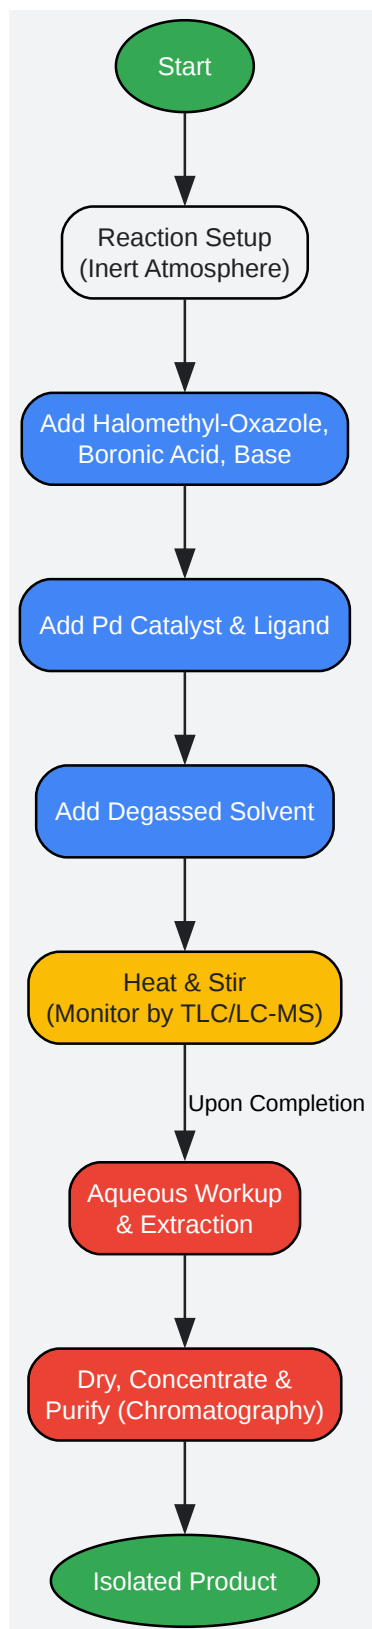 Start
Reaction Setup
(Inert Atmosphere)
Add Halomethyl-Oxazole,
Boronic Acid, Base
Add Pd Catalyst & Ligand
Add Degassed Solvent
Heat & Stir
(Monitor by TLC/LC-MS)
Upon Completion
Aqueous Workup
& Extraction
Dry, Concentrate &
Purify (Chromatography)
Isolated Product